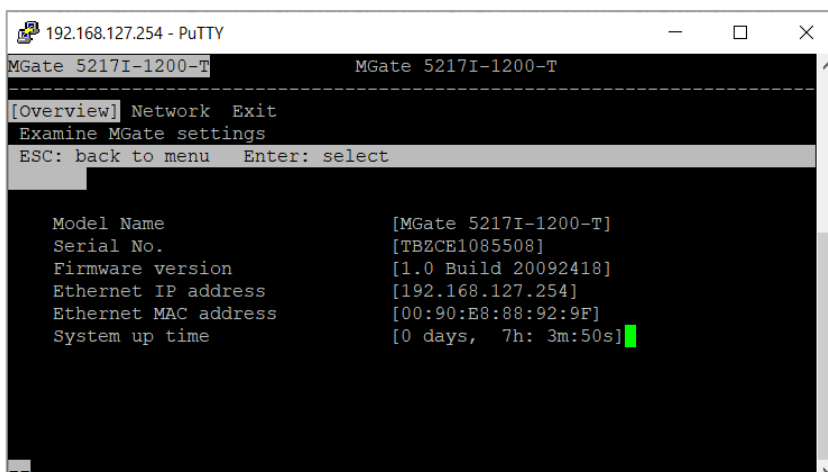 192.168.127.254 - PuTTY
MGate 5217I-1200-T MGate 5217I-1200-T
--------------------------------------------------------------------------
[Overview] Network Exit
Examine MGate settings
ESC: back to menu Enter: select
Model Name [MGate 5217I-1200-T]
Serial No. [TBZCE1085508]
Firmware version [1.0 Build 20092418]
Ethernet IP address [192.168.127.254]
Ethernet MAC address [00:90:E8:88:92:9F]
System up time [0 days, 7h: 3m:50s]